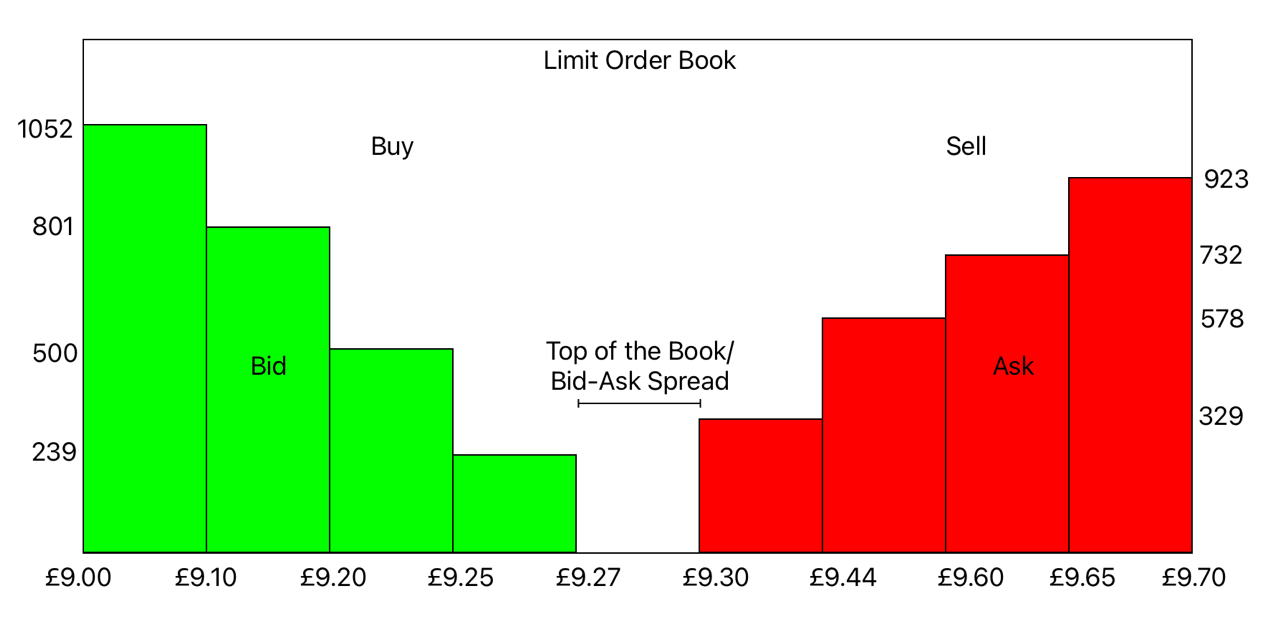 Limit Order Book
Buy
Sell
1052
801
500
239
923
732
578
329
Bid
Top of the Book/
Bid-Ask Spread
Ask
£9.00 £9.10 £9.20 £9.25 £9.27 £9.30 £9.44 £9.60 £9.65 £9.70